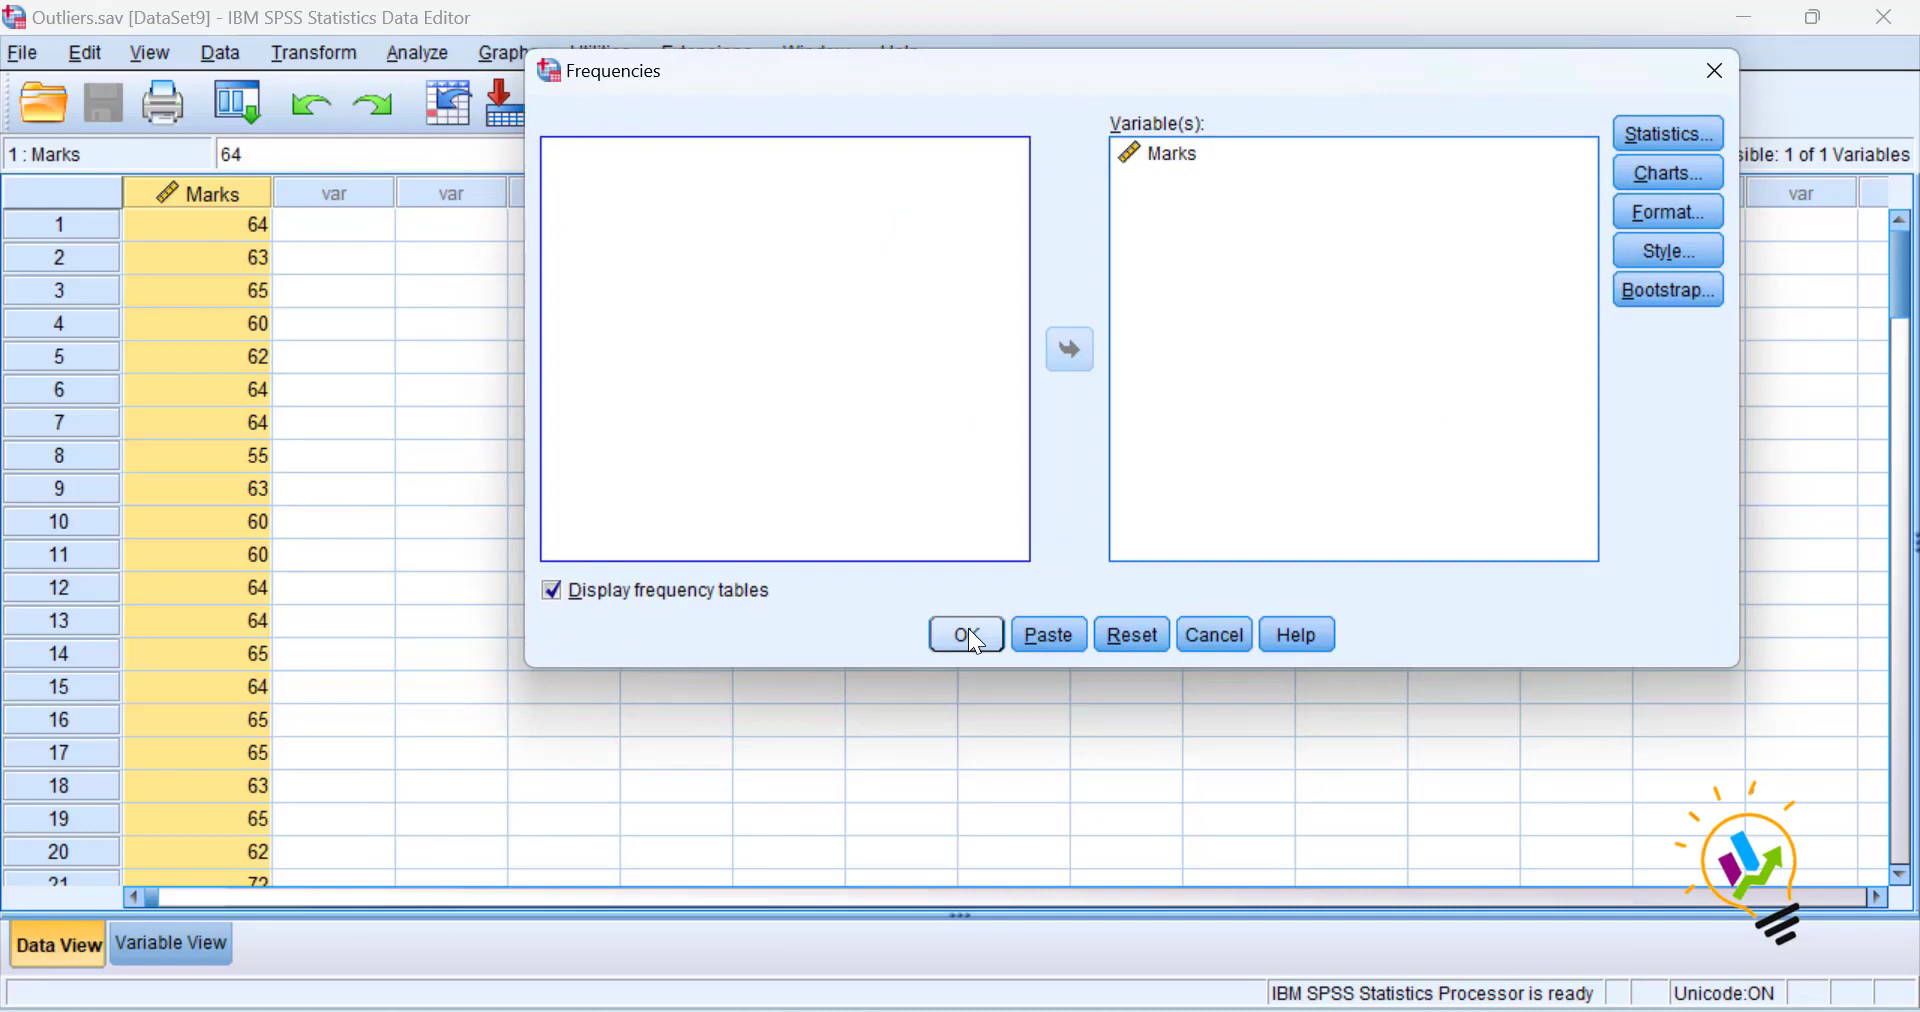 Outliers.sav [DataSet9] - IBM SPSS Statistics Data Editor
File Edit View Data Transform Analyze
Frequencies
1 : Marks 64
1 of 1 Variables
Variable(s):
Marks
Statistics...
Charts...
Format...
Style...
Bootstrap...
Marks var var var
1 64
2 63
3 65
4 60
5 62
6 64
7 64
8 55
9 63
10 60
11 60
12 64
13 64
14 65
15 64
16 65
17 65
18 63
19 65
20 62
21 72
Display frequency tables
OK Paste Reset Cancel Help
Data View Variable View
IBM SPSS Statistics Processor is ready Unicode:ON